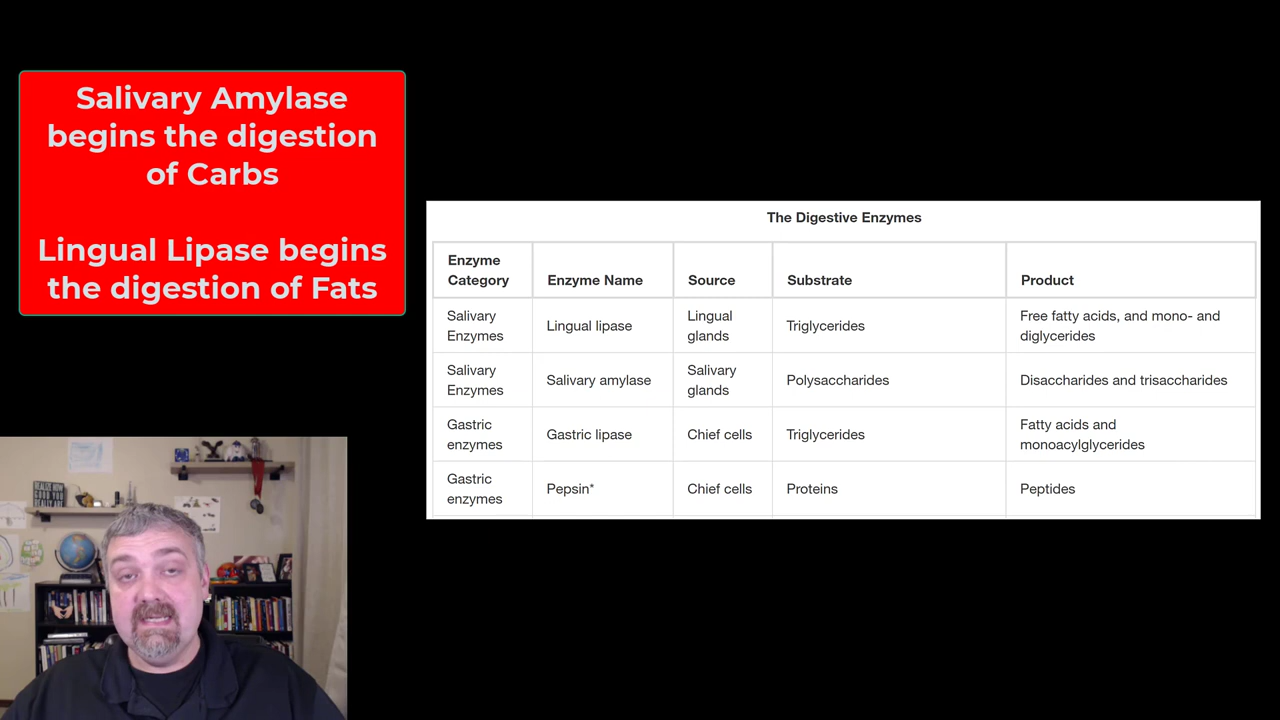 Salivary Amylase
begins the digestion
of Carbs
Lingual Lipase begins
the digestion of Fats
The Digestive Enzymes
Enzyme
Category
Enzyme Name
Source
Substrate
Product
Salivary
Enzymes
Lingual lipase
Lingual
glands
Triglycerides
Free fatty acids, and mono- and
diglycerides
Salivary
Enzymes
Salivary amylase
Salivary
glands
Polysaccharides
Disaccharides and trisaccharides
Gastric
enzymes
Gastric lipase
Chief cells
Triglycerides
Fatty acids and
monoacylglycerides
Gastric
enzymes
Pepsin*
Chief cells
Proteins
Peptides